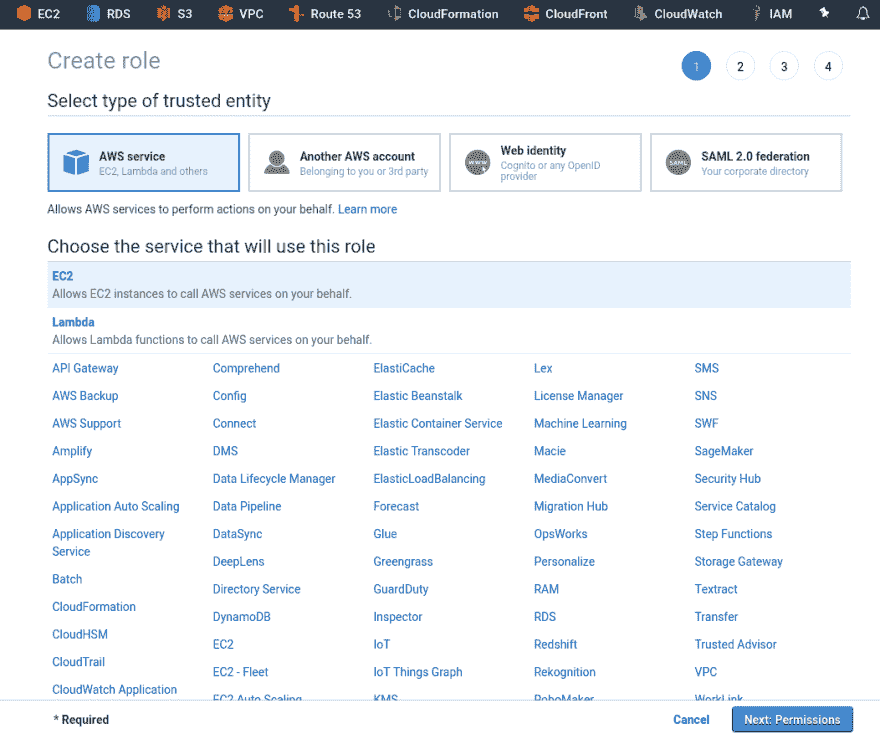 EC2 RDS S3 VPC Route 53 CloudFormation CloudFront CloudWatch IAM
Create role
1 2 3 4
Select type of trusted entity
AWS service
EC2, Lambda and others
Another AWS account
Belonging to you or 3rd party
WWW
Web identity
Cognito or any OpenID
provider
SAML
SAML 2.0 federation
Your corporate directory
Allows AWS services to perform actions on your behalf. Learn more
Choose the service that will use this role
EC2
Allows EC2 instances to call AWS services on your behalf.
Lambda
Allows Lambda functions to call AWS services on your behalf.
API Gateway
AWS Backup
AWS Support
Amplify
AppSync
Application Auto Scaling
Application Discovery
Service
Batch
CloudFormation
CloudHSM
CloudTrail
CloudWatch Application
Comprehend
Config
Connect
DMS
Data Lifecycle Manager
Data Pipeline
DataSync
DeepLens
Directory Service
DynamoDB
EC2
EC2 - Fleet
EC2 Auto Scaling
ElastiCache
Elastic Beanstalk
Elastic Container Service
Elastic Transcoder
ElasticLoadBalancing
Forecast
Glue
Greengrass
GuardDuty
Inspector
IoT
IoT Things Graph
KMS
Lex
License Manager
Machine Learning
Macie
MediaConvert
Migration Hub
OpsWorks
Personalize
RAM
RDS
Redshift
Rekognition
RoboMaker
SMS
SNS
SWF
SageMaker
Security Hub
Service Catalog
Step Functions
Storage Gateway
Textract
Transfer
Trusted Advisor
VPC
WorkLink
* Required
Cancel
Next: Permissions